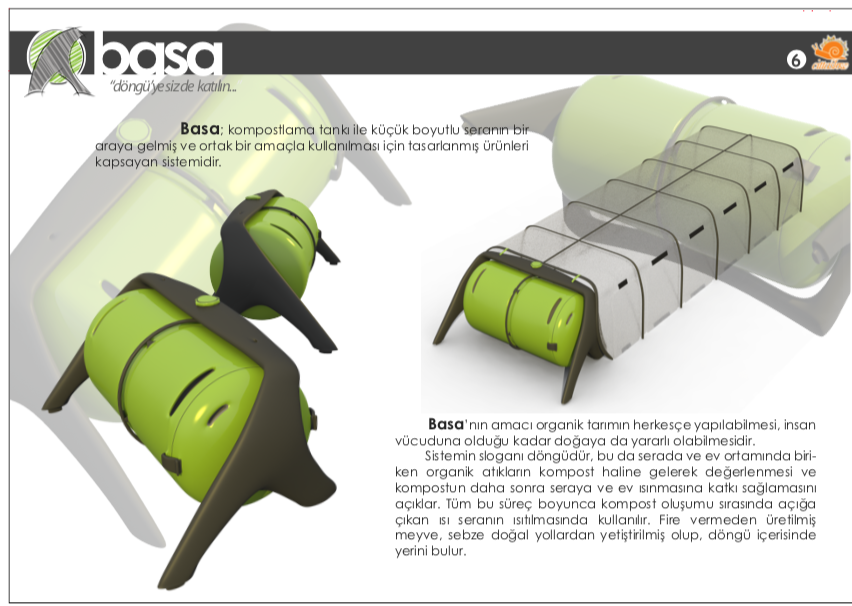 basa
"döngü'ye siz de katılın...
6
Basa; kompostlama tankı ile küçük boyutlu seranın bir
araya gelmiş ve ortak bir amaçla kullanılması için tasarlanmış ürünleri
kapsayan sistemidir.
Basa'nın amacı organik tarımın herkesçe yapılabilmesi, insan
vücuduna olduğu kadar doğaya da yararlı olabilmesidir.
Sistemin sloganı döngüdür, bu da serada ve ev ortamında biri-
ken organik atıkların kompost haline gelerek değerlenmesi ve
kompostun daha sonra seraya ve ev ısınmasına katkı sağlamasını
açıklar. Tüm bu süreç boyunca kompost oluşumu sırasında açığa
çıkan ısı seranın ısıtılmasında kullanılır. Fire vermeden üretilmiş
meyve, sebze doğal yollardan yetiştirilmiş olup, döngü içerisinde
yerini bulur.